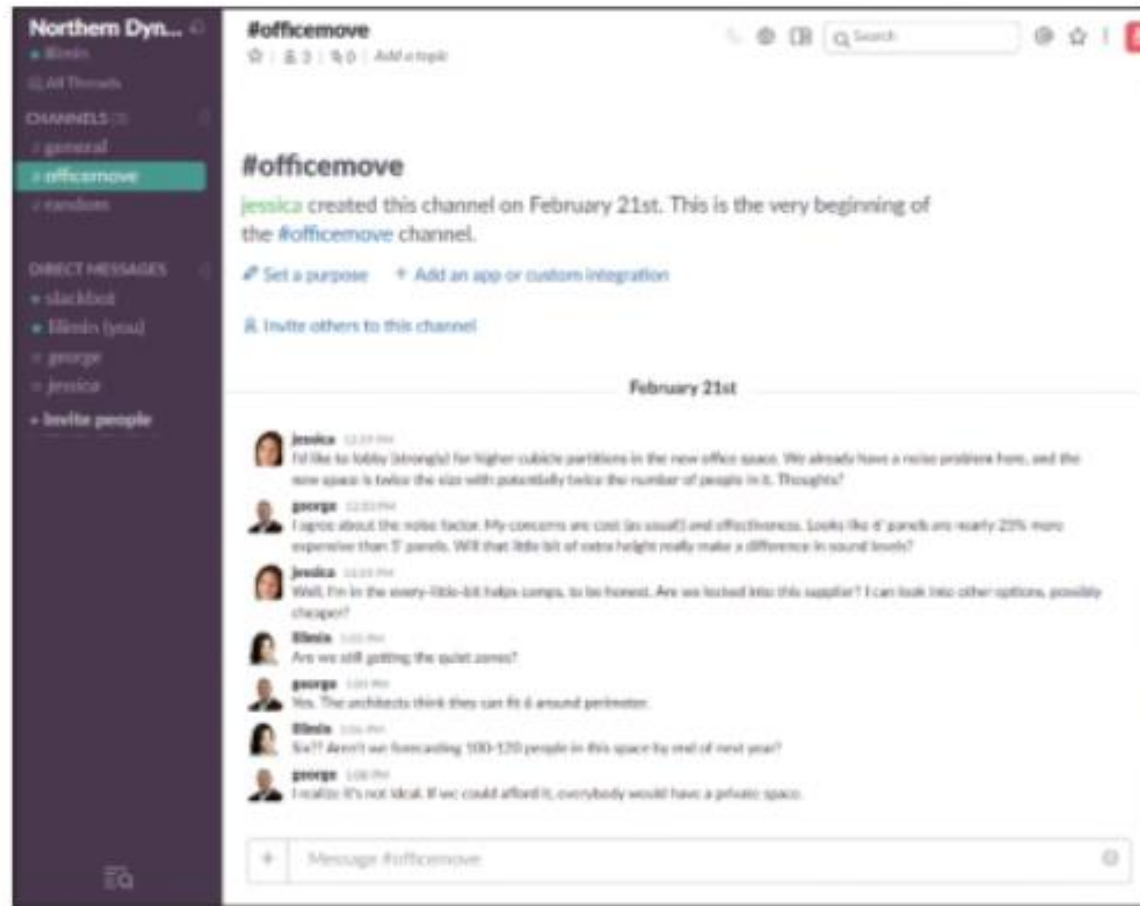 Northern Dyn...
lilimin
All Threads
CHANNELS (3)
# general
# officemove
# random
DIRECT MESSAGES
slackbot
lilimin (you)
george
jessica
+ Invite people
#officemove
3 | 0 | Add a topic
Search
#officemove
jessica created this channel on February 21st. This is the very beginning of
the #officemove channel.
Set a purpose + Add an app or custom integration
Invite others to this channel
February 21st
jessica
I'd like to lobby (strongly) for higher cubicle partitions in the new office space. We already have a noise problem here, and the
new space is twice the size with potentially twice the number of people in it. Thoughts?
george
I agree about the noise factor. My concerns are cost (as usual!) and effectiveness. Looks like 6' panels are nearly 25% more
expensive than 5' panels. Will that little bit of extra height really make a difference in sound levels?
jessica
Well, I'm in the every-little-bit helps camps, to be honest. Are we locked into this supplier? I can look into other options, possibly
cheaper?
lilimin
Are we still getting the quiet zones?
george
Yes. The architects think they can fit 6 around perimeter.
lilimin
Six?? Aren't we forecasting 100-120 people in this space by end of next year?
george 1:08 PM
I realize it's not ideal. If we could afford it, everybody would have a private space.
+ Message #officemove